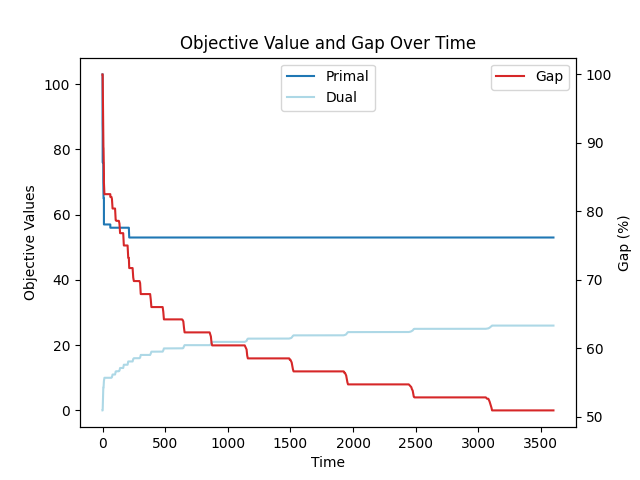 Objective Value and Gap Over Time
Primal
Dual
Gap
Objective Values
100
80
60
40
20
0
100
90
80
70
60
50
Gap (%)
0
500
1000
1500
2000
2500
3000
3500
Time